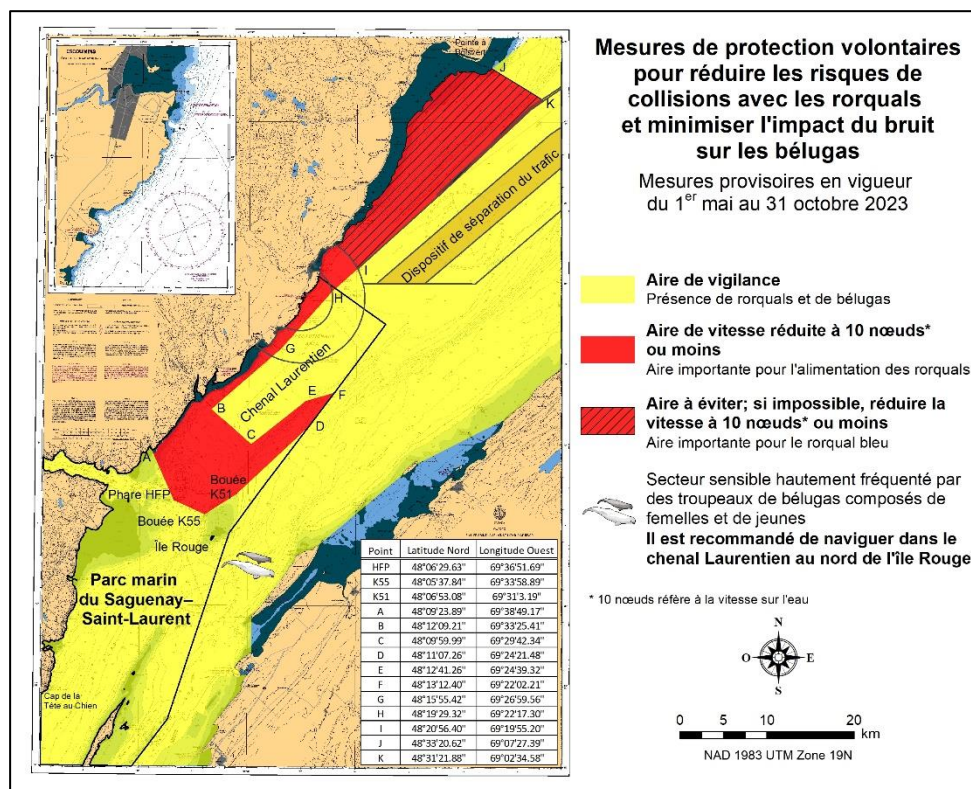 Mesures de protection volontaires
pour réduire les risques de
collisions avec les rorquals
et minimiser l'impact du bruit
sur les bélugas
Mesures provisoires en vigueur
du 1er mai au 31 octobre 2023
Aire de vigilance
Présence de rorquals et de bélugas
Aire de vitesse réduite à 10 nœuds*
ou moins
Aire importante pour l'alimentation des rorquals
Aire à éviter; si impossible, réduire la
vitesse à 10 nœuds* ou moins
Aire importante pour le rorqual bleu
Secteur sensible hautement fréquenté par
des troupeaux de bélugas composés de
femelles et de jeunes
Il est recommandé de naviguer dans le
chenal Laurentien au nord de l'île Rouge
* 10 nœuds réfère à la vitesse sur l'eau
N
O
E
S
0 5 10 20
km
NAD 1983 UTM Zone 19N
ESCOUMINS
Pointe à
J
K
Dispositif de séparation du trafic
I
H
G
Chenal Laurentien
B
E
F
C
D
A
Bouée
K51
Phare HFP
Bouée K55
Île Rouge
Parc marin
du Saguenay–
Saint-Laurent
Cap de la
Tête au Chien
Point Latitude Nord Longitude Ouest
HFP 48°06'29.63" 69°36'51.69"
K55 48°05'37.84" 69°33'58.89"
K51 48°06'53.08" 69°31'3.19"
A 48°09'23.89" 69°38'49.17"
B 48°12'09.21" 69°33'25.41"
C 48°09'59.99" 69°29'42.34"
D 48°11'07.26" 69°24'21.48"
E 48°12'41.26" 69°24'39.32"
F 48°13'12.40" 69°22'02.21"
G 48°15'55.42" 69°26'59.56"
H 48°19'29.32" 69°22'17.30"
I 48°20'56.40" 69°19'55.20"
J 48°33'20.62" 69°07'27.39"
K 48°31'21.88" 69°02'34.58"